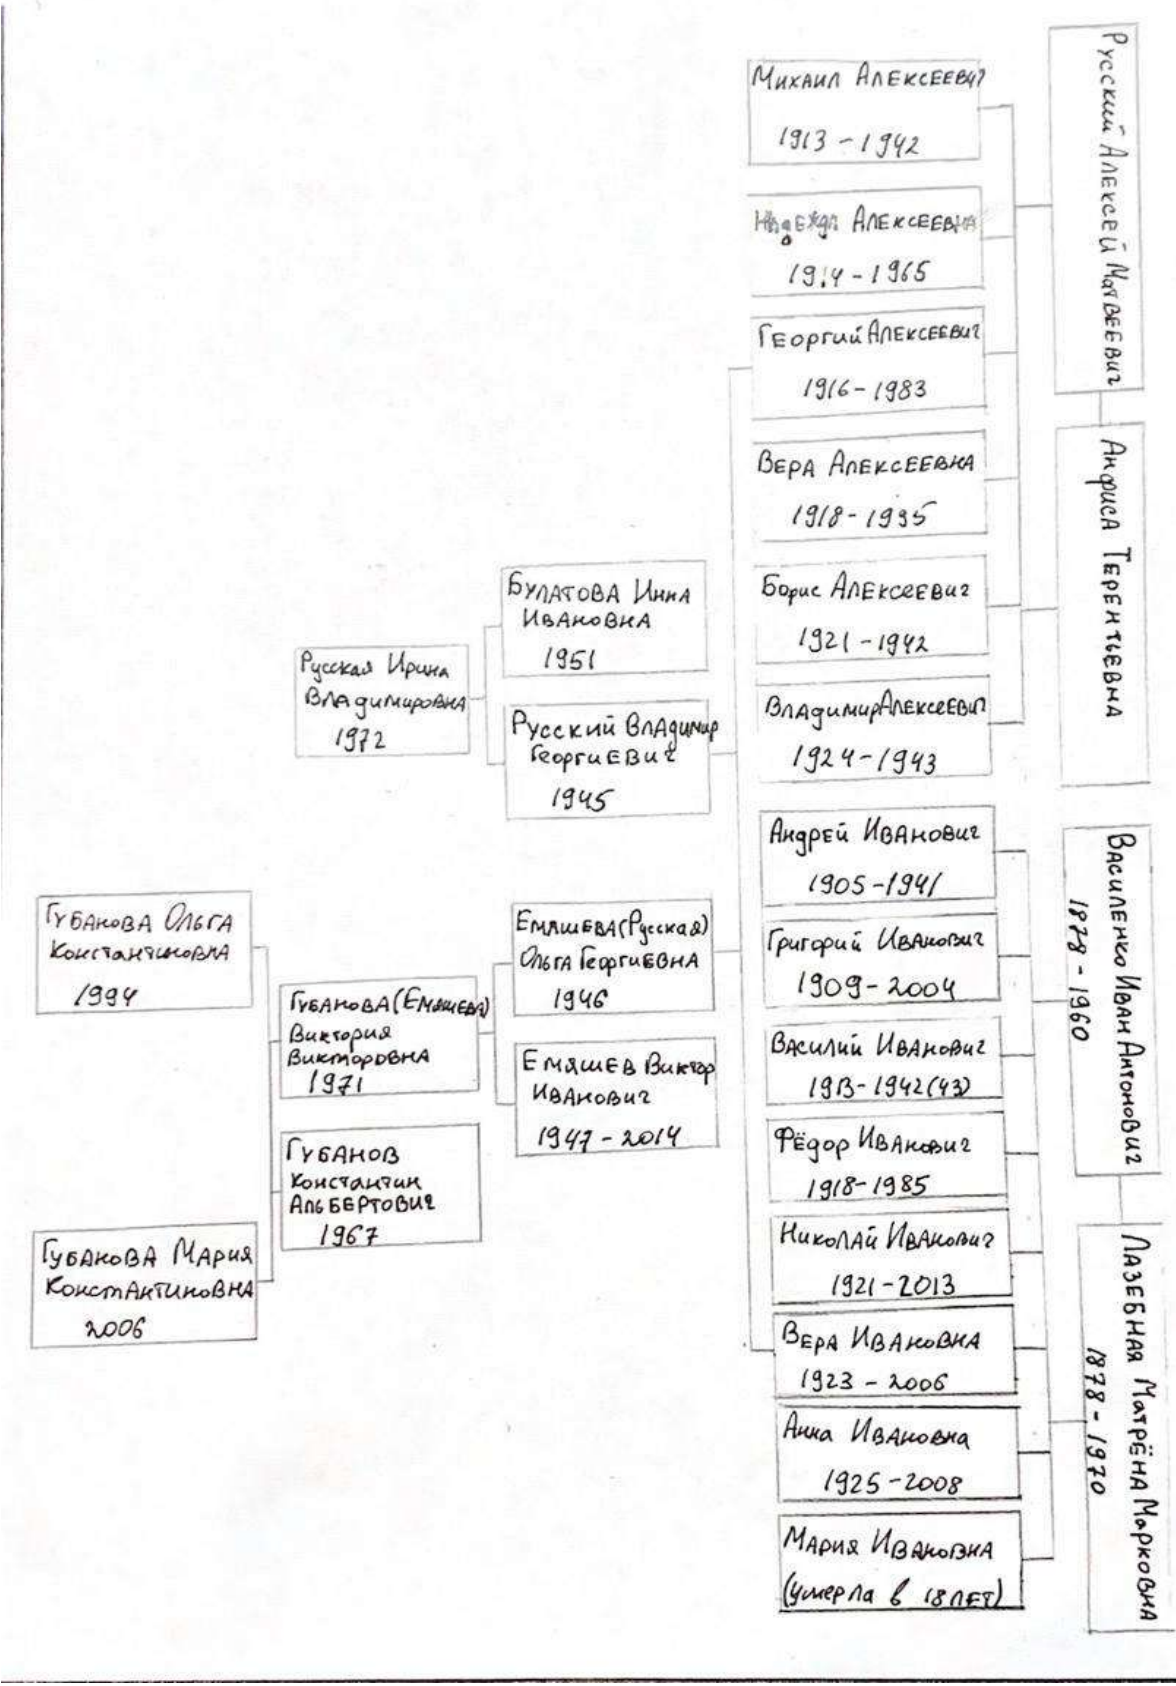 Русский Алексей Матвеевич
Анфиса Терентьевна
Василенко Иван Антонович
1878 - 1960
Лазебная Матрёна Марковна
1878 - 1970
Михаил Алексеевич
1913 - 1942
Надежда Алексеевна
1914 - 1965
Георгий Алексеевич
1916 - 1983
Вера Алексеевна
1918 - 1995
Борис Алексеевич
1921 - 1942
Владимир Алексеевич
1924 - 1943
Андрей Иванович
1905 - 1941
Григорий Иванович
1909 - 2004
Василий Иванович
1913 - 1942(43)
Фёдор Иванович
1918 - 1985
Николай Иванович
1921 - 2013
Вера Ивановна
1923 - 2006
Анна Ивановна
1925 - 2008
Мария Ивановна
(умерла в 18 лет)
Булатова Инна
Ивановна
1951
Русский Владимир
Георгиевич
1945
Емяшева (Русская)
Ольга Георгиевна
1946
Емяшев Виктор
Иванович
1947 - 2014
Русская Ирина
Владимировна
1972
Губанова (Емяшева)
Виктория
Викторовна
1971
Губанов
Константин
Альбертович
1967
Губанова Ольга
Константиновна
1994
Губанова Мария
Константиновна
2006